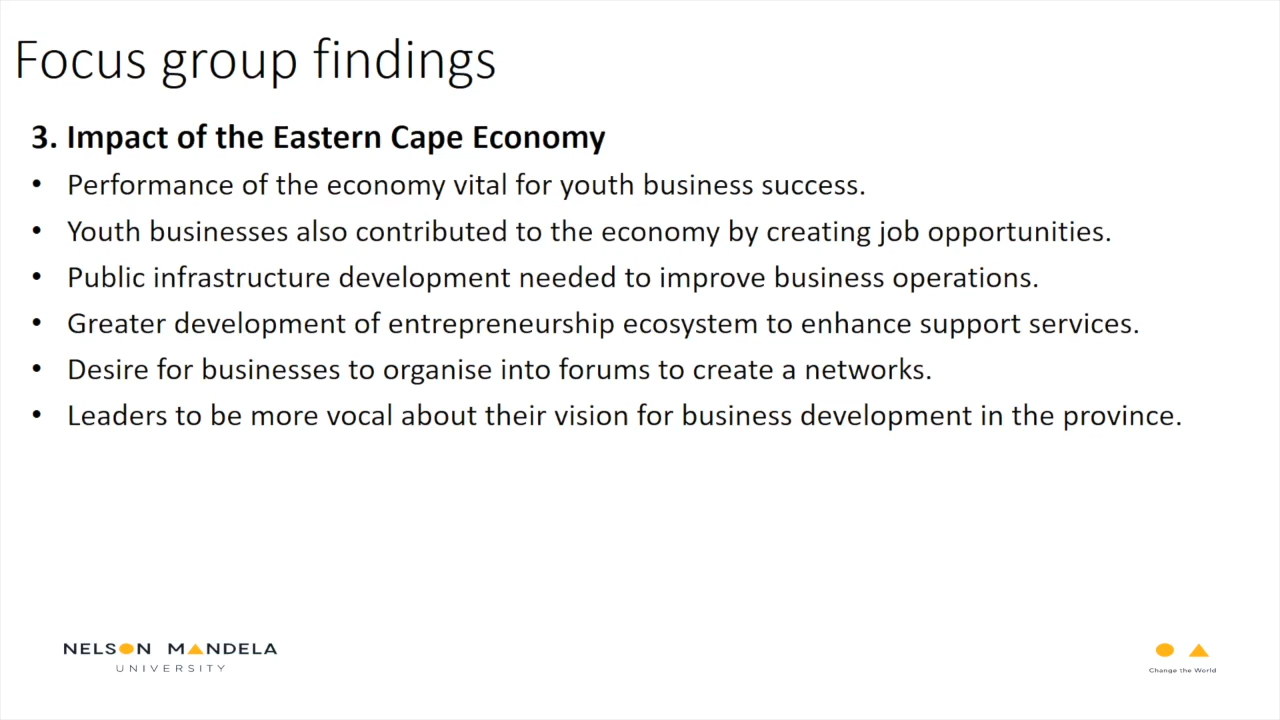 Focus group findings
3. Impact of the Eastern Cape Economy
• Performance of the economy vital for youth business success.
• Youth businesses also contributed to the economy by creating job opportunities.
• Public infrastructure development needed to improve business operations.
• Greater development of entrepreneurship ecosystem to enhance support services.
• Desire for businesses to organise into forums to create a networks.
• Leaders to be more vocal about their vision for business development in the province.
NELSON MANDELA
UNIVERSITY
Change the World